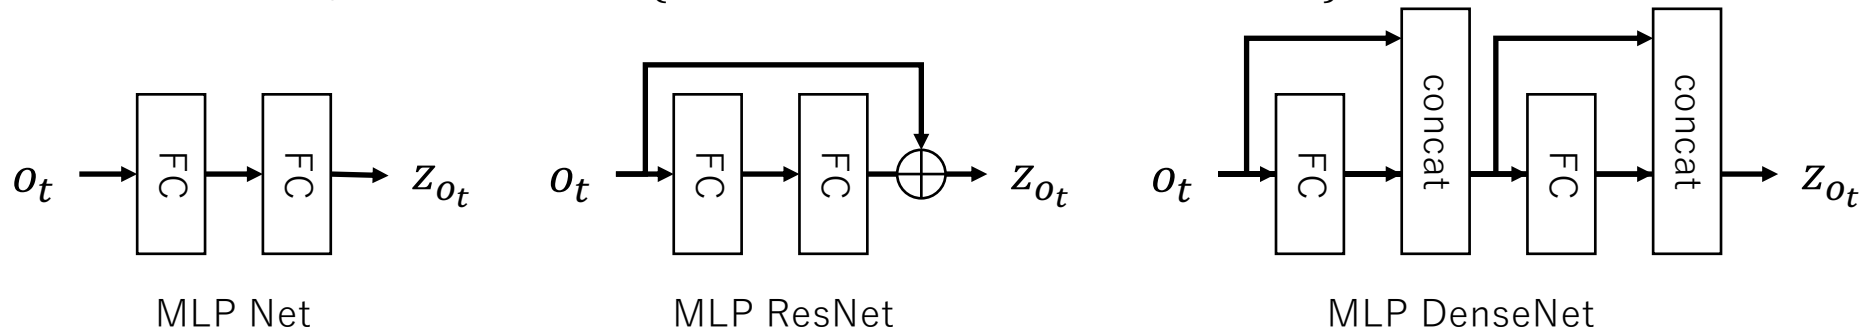 o_t FC FC z_{o_t}
MLP Net
o_t FC FC z_{o_t}
MLP ResNet
o_t FC concat FC concat z_{o_t}
MLP DenseNet